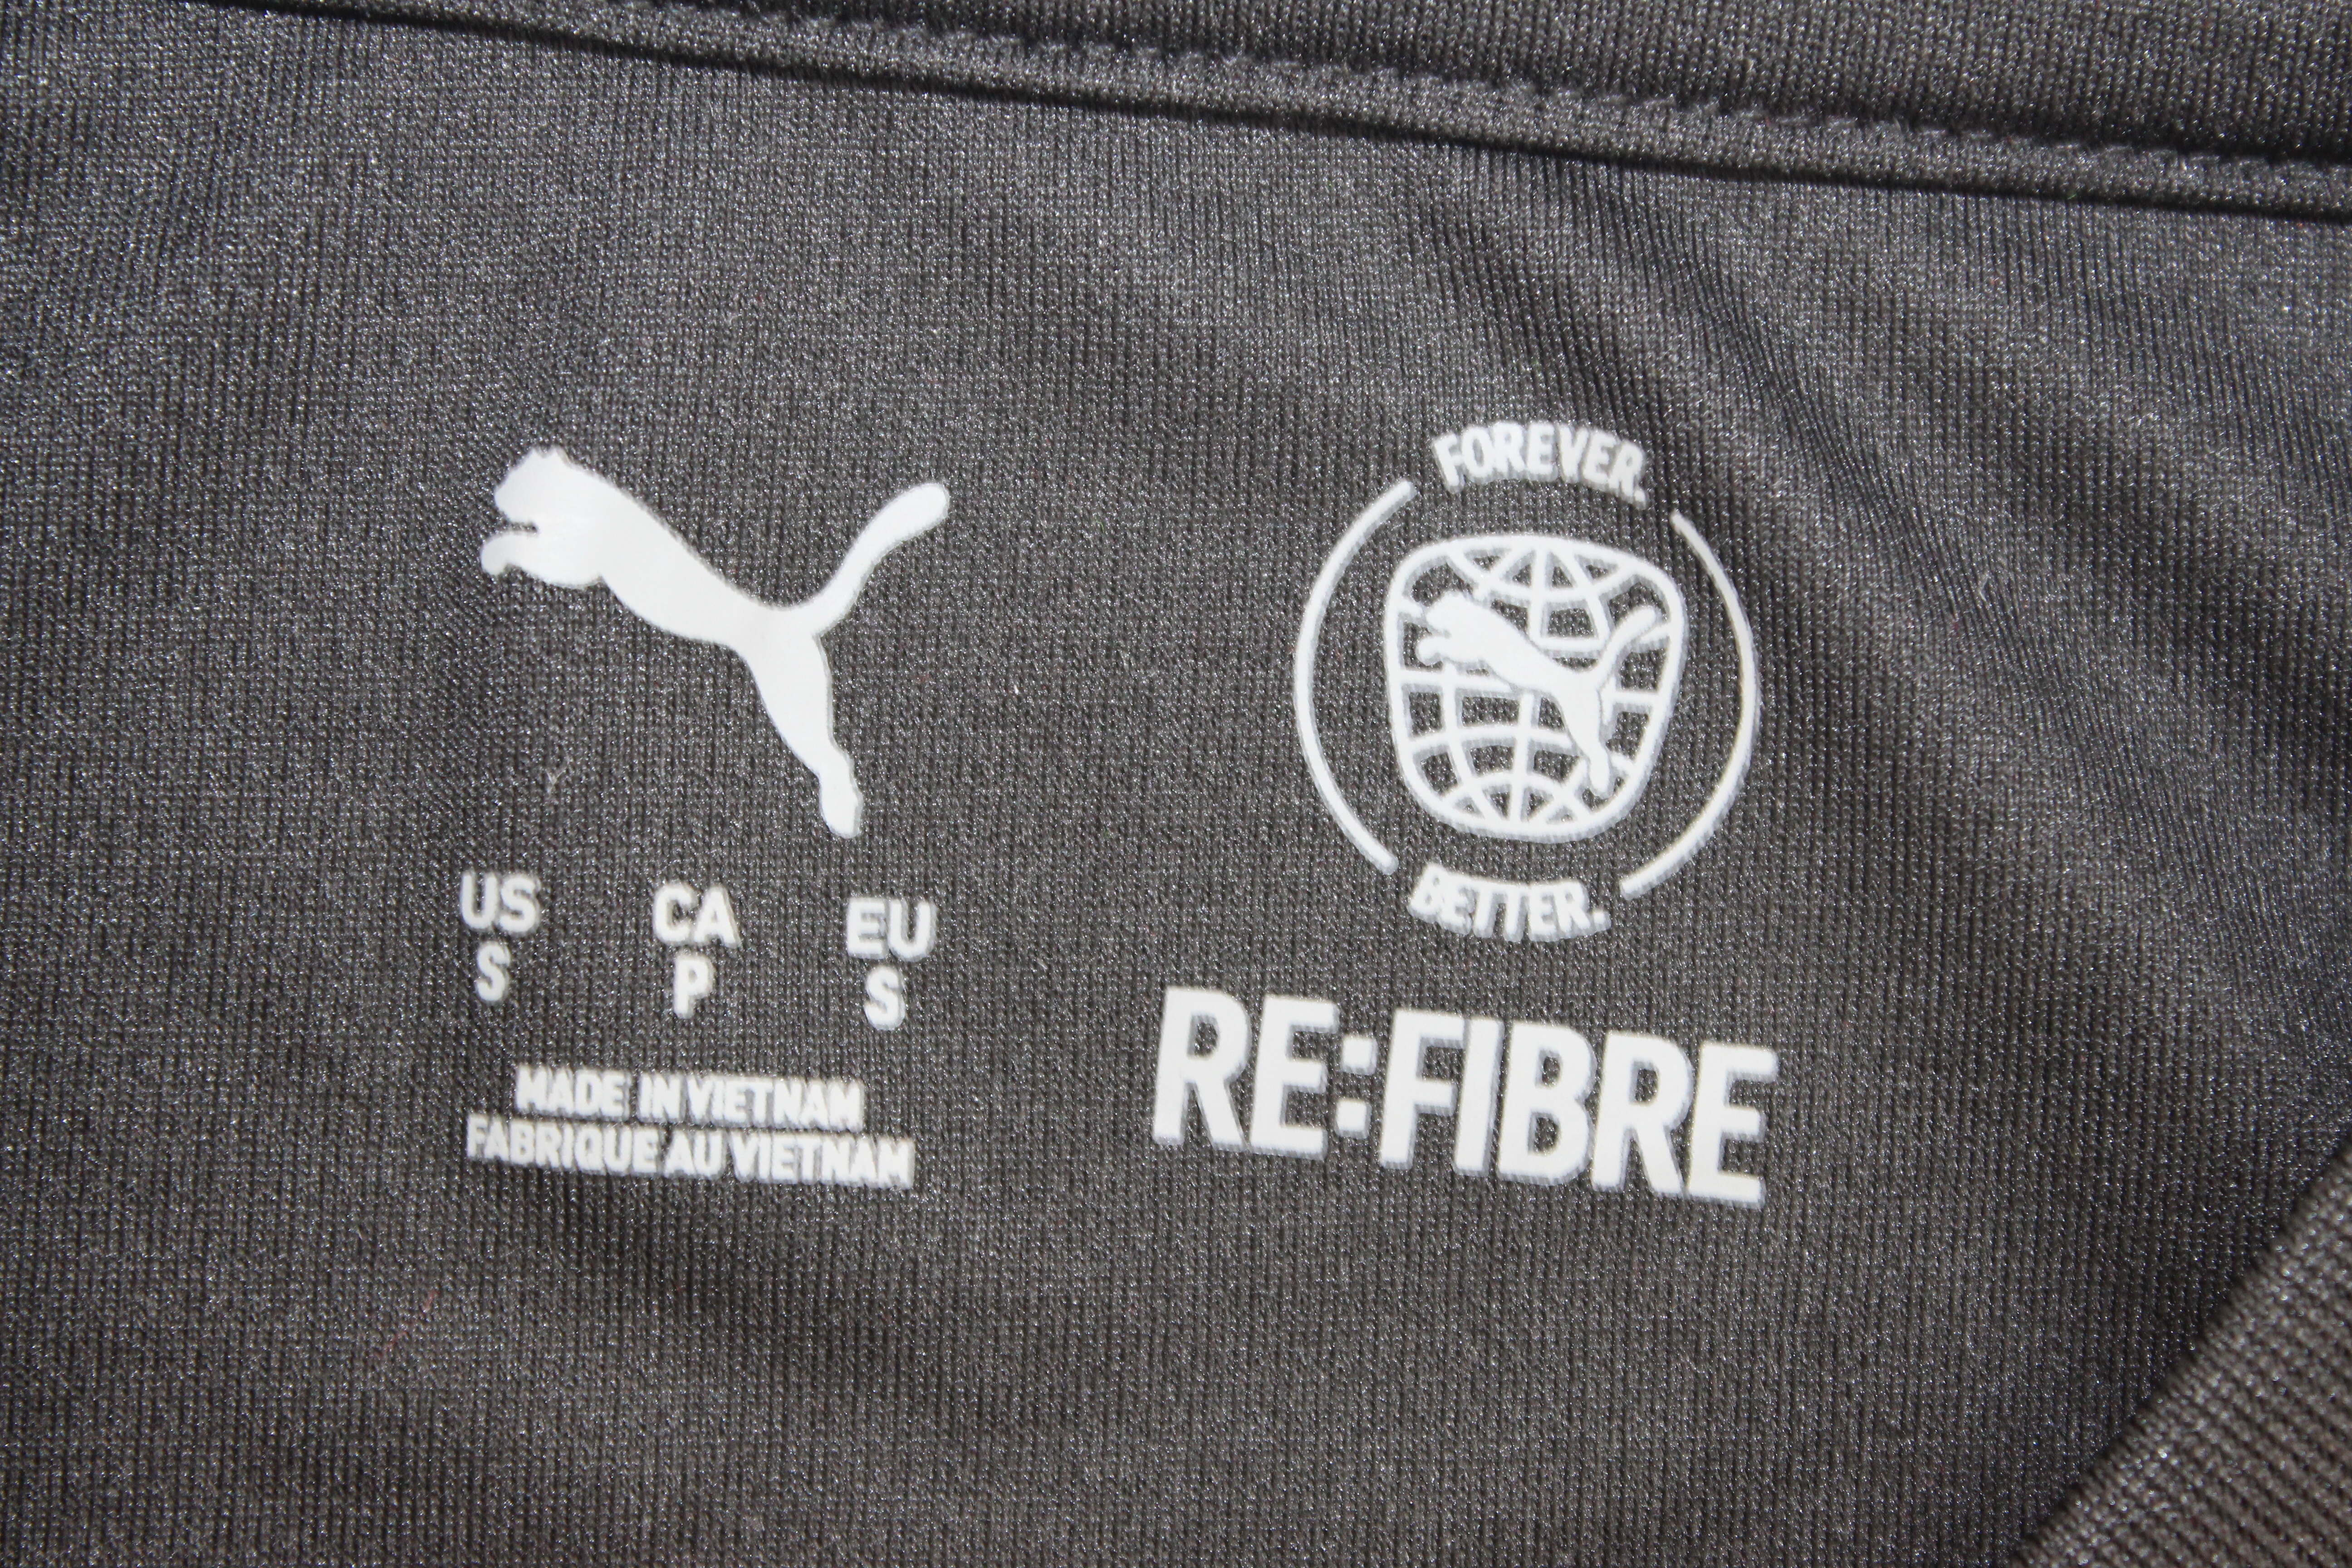 US CA EU
S P S
MADE IN VIETNAM
FABRIQUE AU VIETNAM
FOREVER.
BETTER.
RE:FIBRE